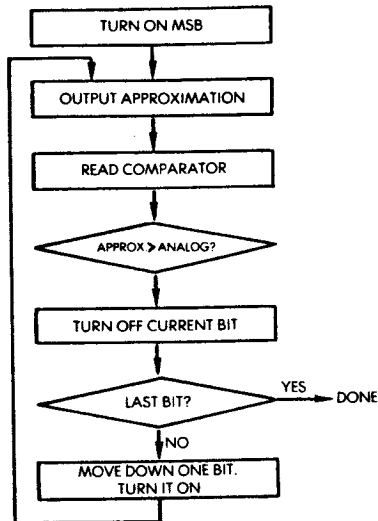 TURN ON MSB
OUTPUT APPROXIMATION
READ COMPARATOR
APPROX > ANALOG?
TURN OFF CURRENT BIT
LAST BIT?
YES
DONE
NO
MOVE DOWN ONE BIT.
TURN IT ON